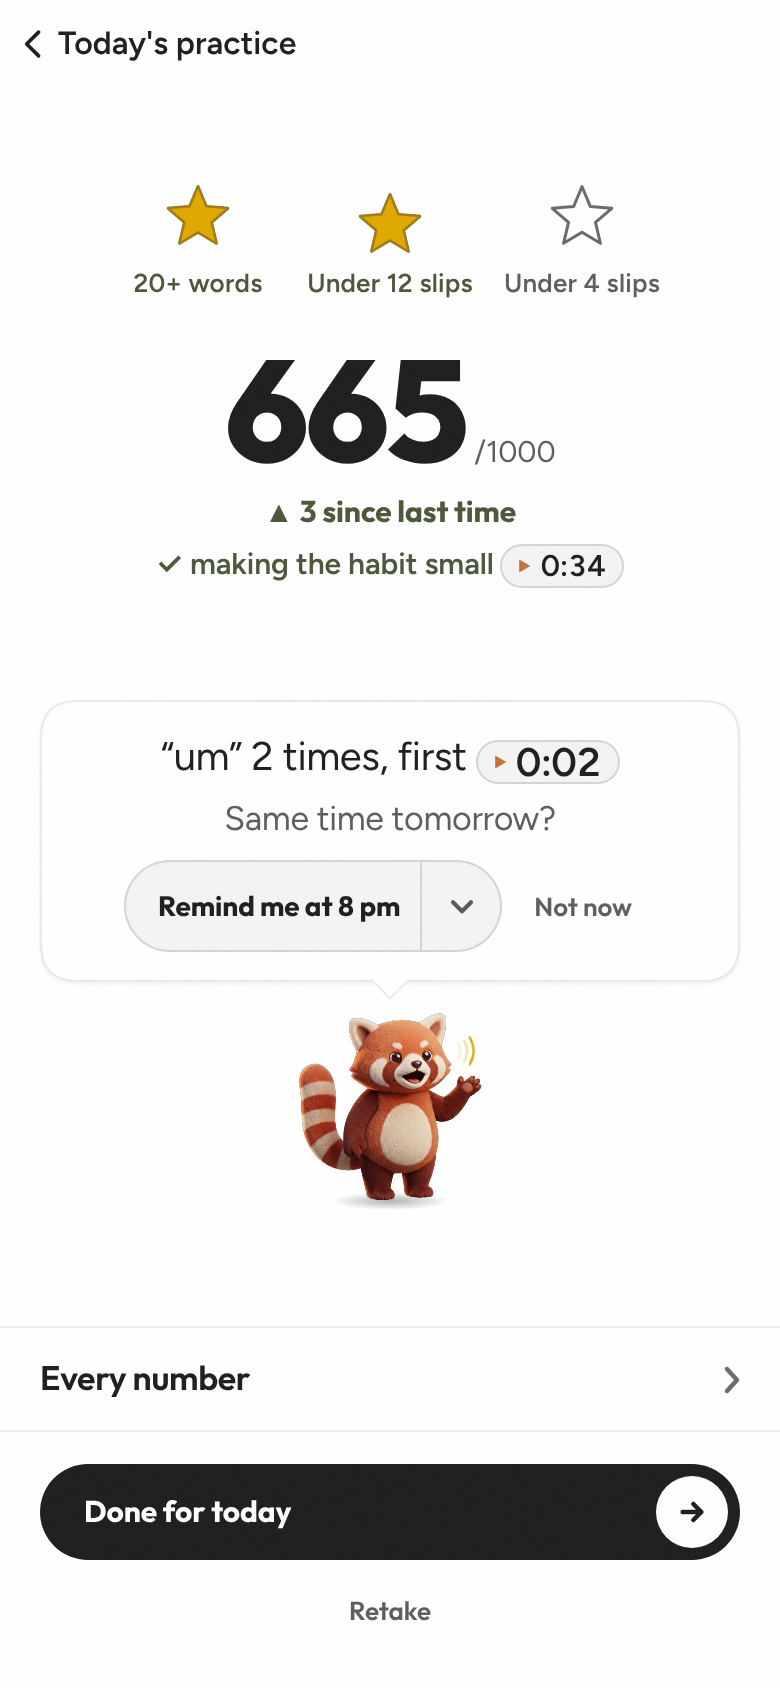 Today's practice
20+ words
Under 12 slips
Under 4 slips
665/1000
▲ 3 since last time
✓ making the habit small ▶ 0:34
“um” 2 times, first ▶ 0:02
Same time tomorrow?
Remind me at 8 pm
Not now
Every number
Done for today
Retake